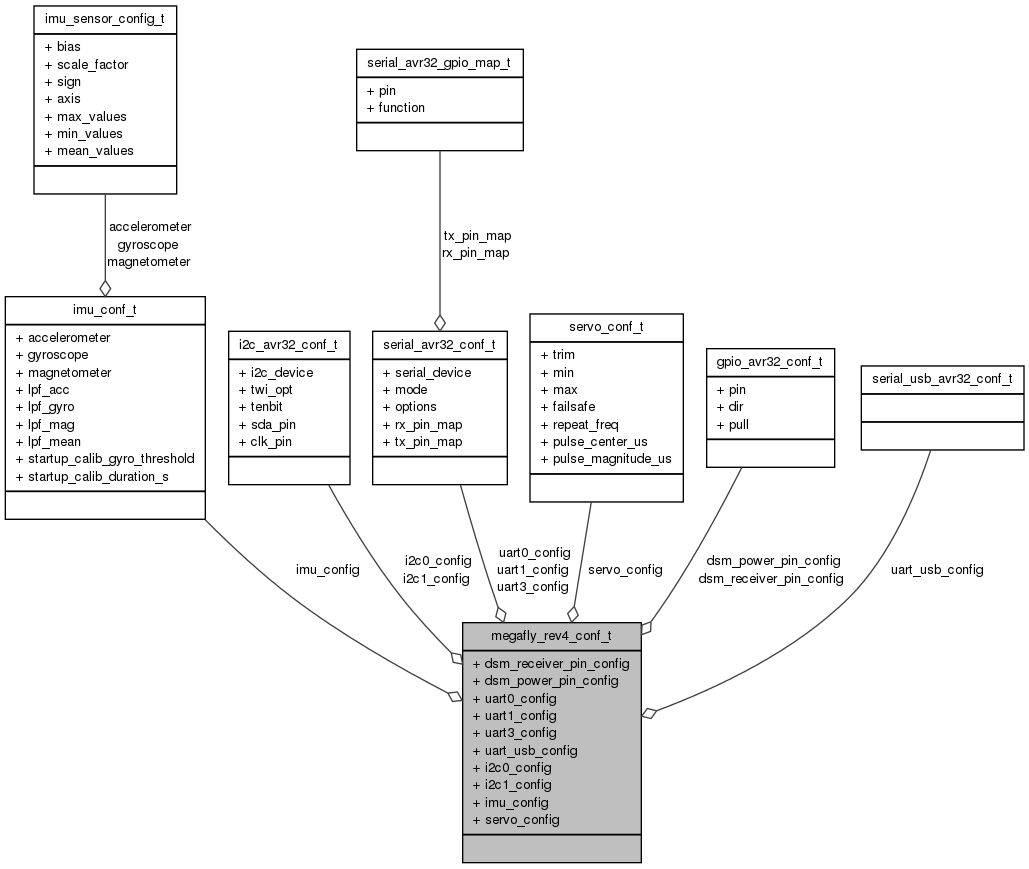 imu_sensor_config_t
+ bias
+ scale_factor
+ sign
+ axis
+ max_values
+ min_values
+ mean_values
serial_avr32_gpio_map_t
+ pin
+ function
accelerometer
gyroscope
magnetometer
tx_pin_map
rx_pin_map
imu_conf_t
+ accelerometer
+ gyroscope
+ magnetometer
+ lpf_acc
+ lpf_gyro
+ lpf_mag
+ lpf_mean
+ startup_calib_gyro_threshold
+ startup_calib_duration_s
i2c_avr32_conf_t
+ i2c_device
+ twi_opt
+ tenbit
+ sda_pin
+ clk_pin
serial_avr32_conf_t
+ serial_device
+ mode
+ options
+ rx_pin_map
+ tx_pin_map
servo_conf_t
+ trim
+ min
+ max
+ failsafe
+ repeat_freq
+ pulse_center_us
+ pulse_magnitude_us
gpio_avr32_conf_t
+ pin
+ dir
+ pull
serial_usb_avr32_conf_t
imu_config
i2c0_config
i2c1_config
uart0_config
uart1_config
uart3_config
servo_config
dsm_power_pin_config
dsm_receiver_pin_config
uart_usb_config
megafly_rev4_conf_t
+ dsm_receiver_pin_config
+ dsm_power_pin_config
+ uart0_config
+ uart1_config
+ uart3_config
+ uart_usb_config
+ i2c0_config
+ i2c1_config
+ imu_config
+ servo_config